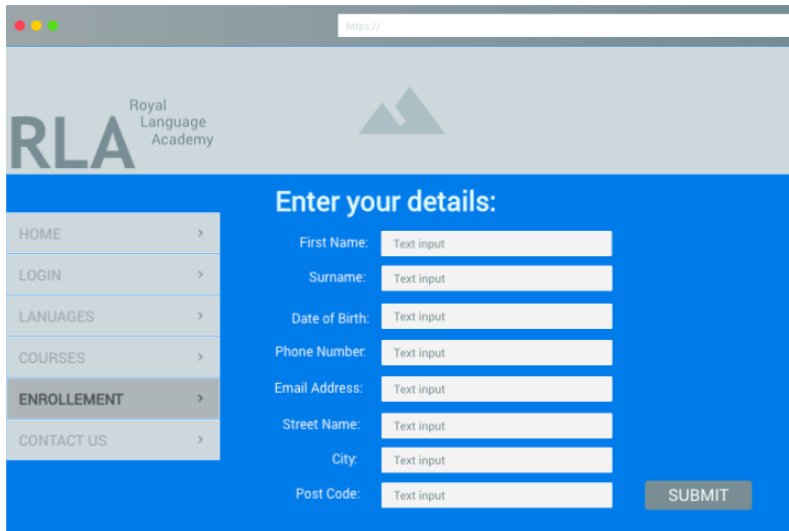 https://
RLA
Royal
Language
Academy
Enter your details:
HOME >
LOGIN >
LANUAGES >
COURSES >
ENROLLEMENT >
CONTACT US >
First Name: Text input
Surname: Text input
Date of Birth: Text input
Phone Number: Text input
Email Address: Text input
Street Name: Text input
City: Text input
Post Code: Text input
SUBMIT